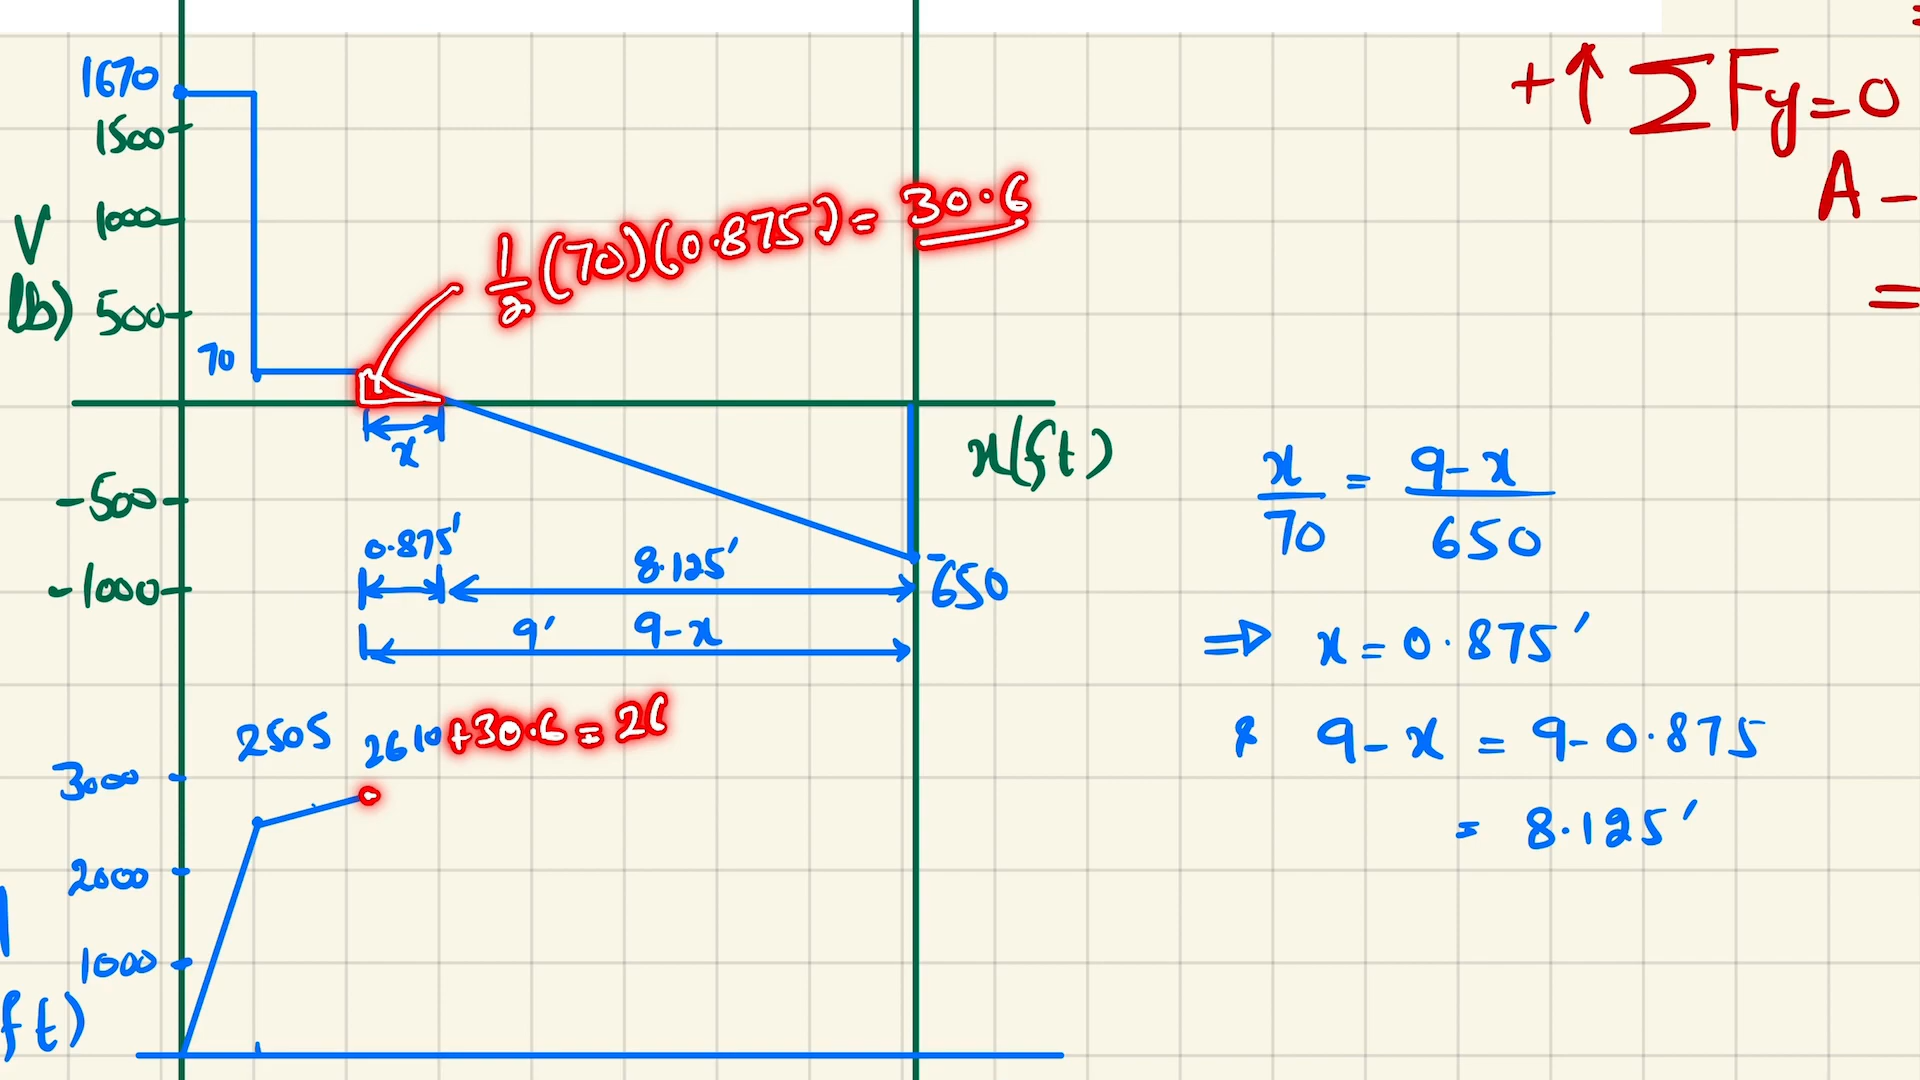 1670
1500
1000
V
(lb)
500
70
1/2 (70)(0.875) = 30.6
x
x(ft)
-500
-1000
0.875'
8.125'
-650
9'
9-x
2505
2610 +30.6 = 26
3000
2000
1000
ft)
+↑ ΣFy=0
A -
=
x/70 = 9-x/650
⇒ x = 0.875'
& 9-x = 9-0.875
= 8.125'